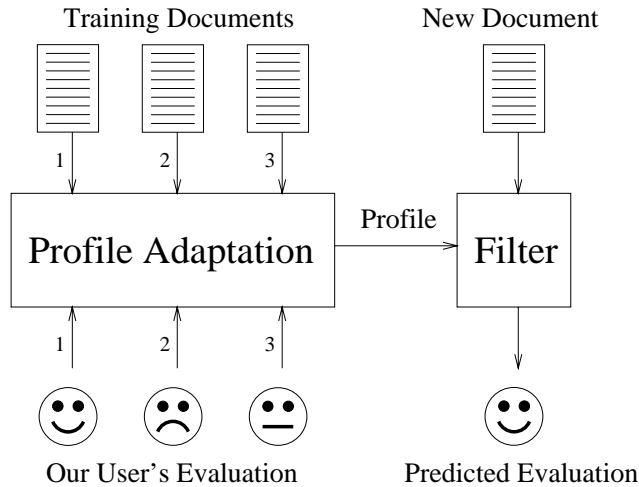 Training Documents
New Document
1 2 3
Profile Adaptation
Profile
Filter
1 2 3
Our User's Evaluation
Predicted Evaluation